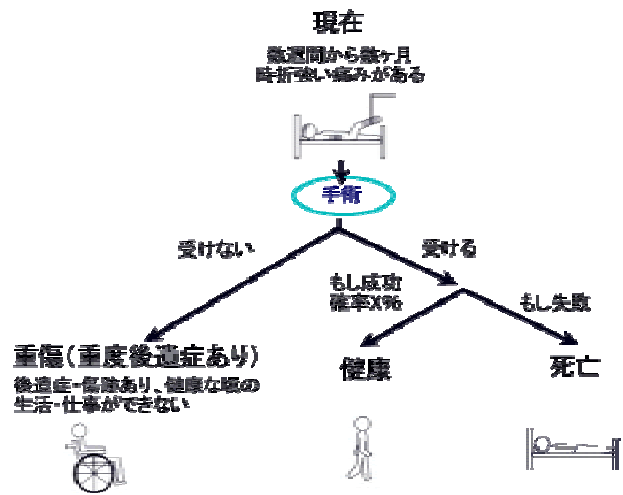 現在
数週間から数ヶ月
時折強い痛みがある
手術
受けない
受ける
もし成功
確率X%
もし失敗
重傷(重度後遺症あり)
後遺症・傷跡あり、健康な頃の
生活・仕事ができない
健康
死亡